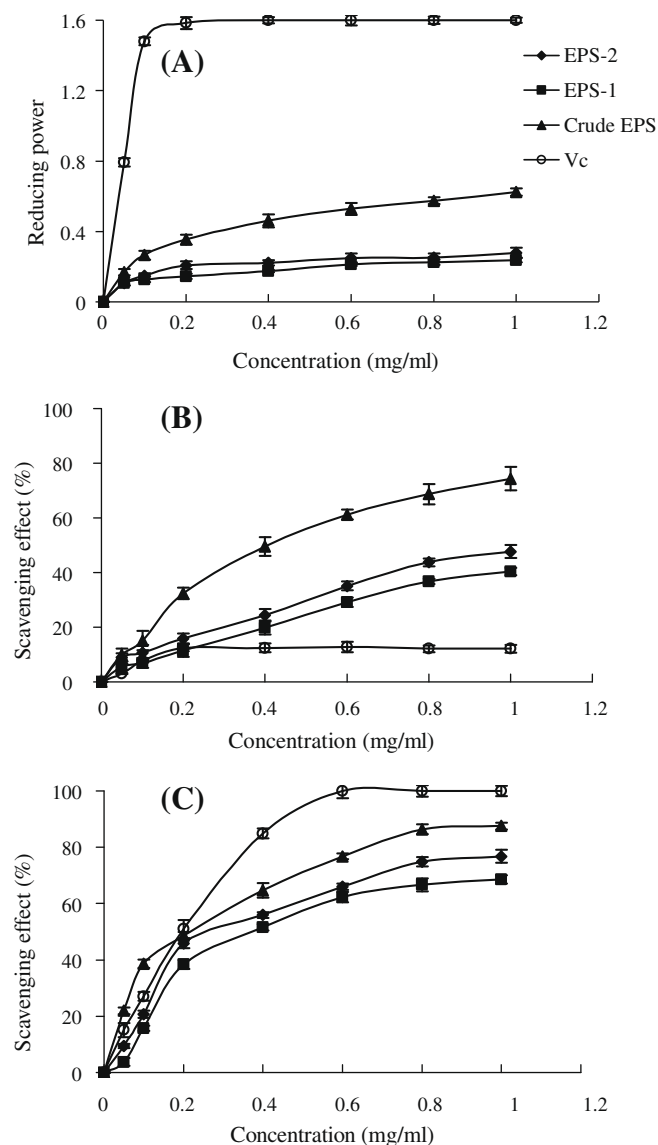 (A)
1.6
1.2
0.8
0.4
0
Reducing power
EPS-2
EPS-1
Crude EPS
Vc
0 0.2 0.4 0.6 0.8 1 1.2
Concentration (mg/ml)
(B)
100
80
60
40
20
0
Scavenging effect (%)
0 0.2 0.4 0.6 0.8 1 1.2
Concentration (mg/ml)
(C)
100
80
60
40
20
0
Scavenging effect (%)
0 0.2 0.4 0.6 0.8 1 1.2
Concentration (mg/ml)